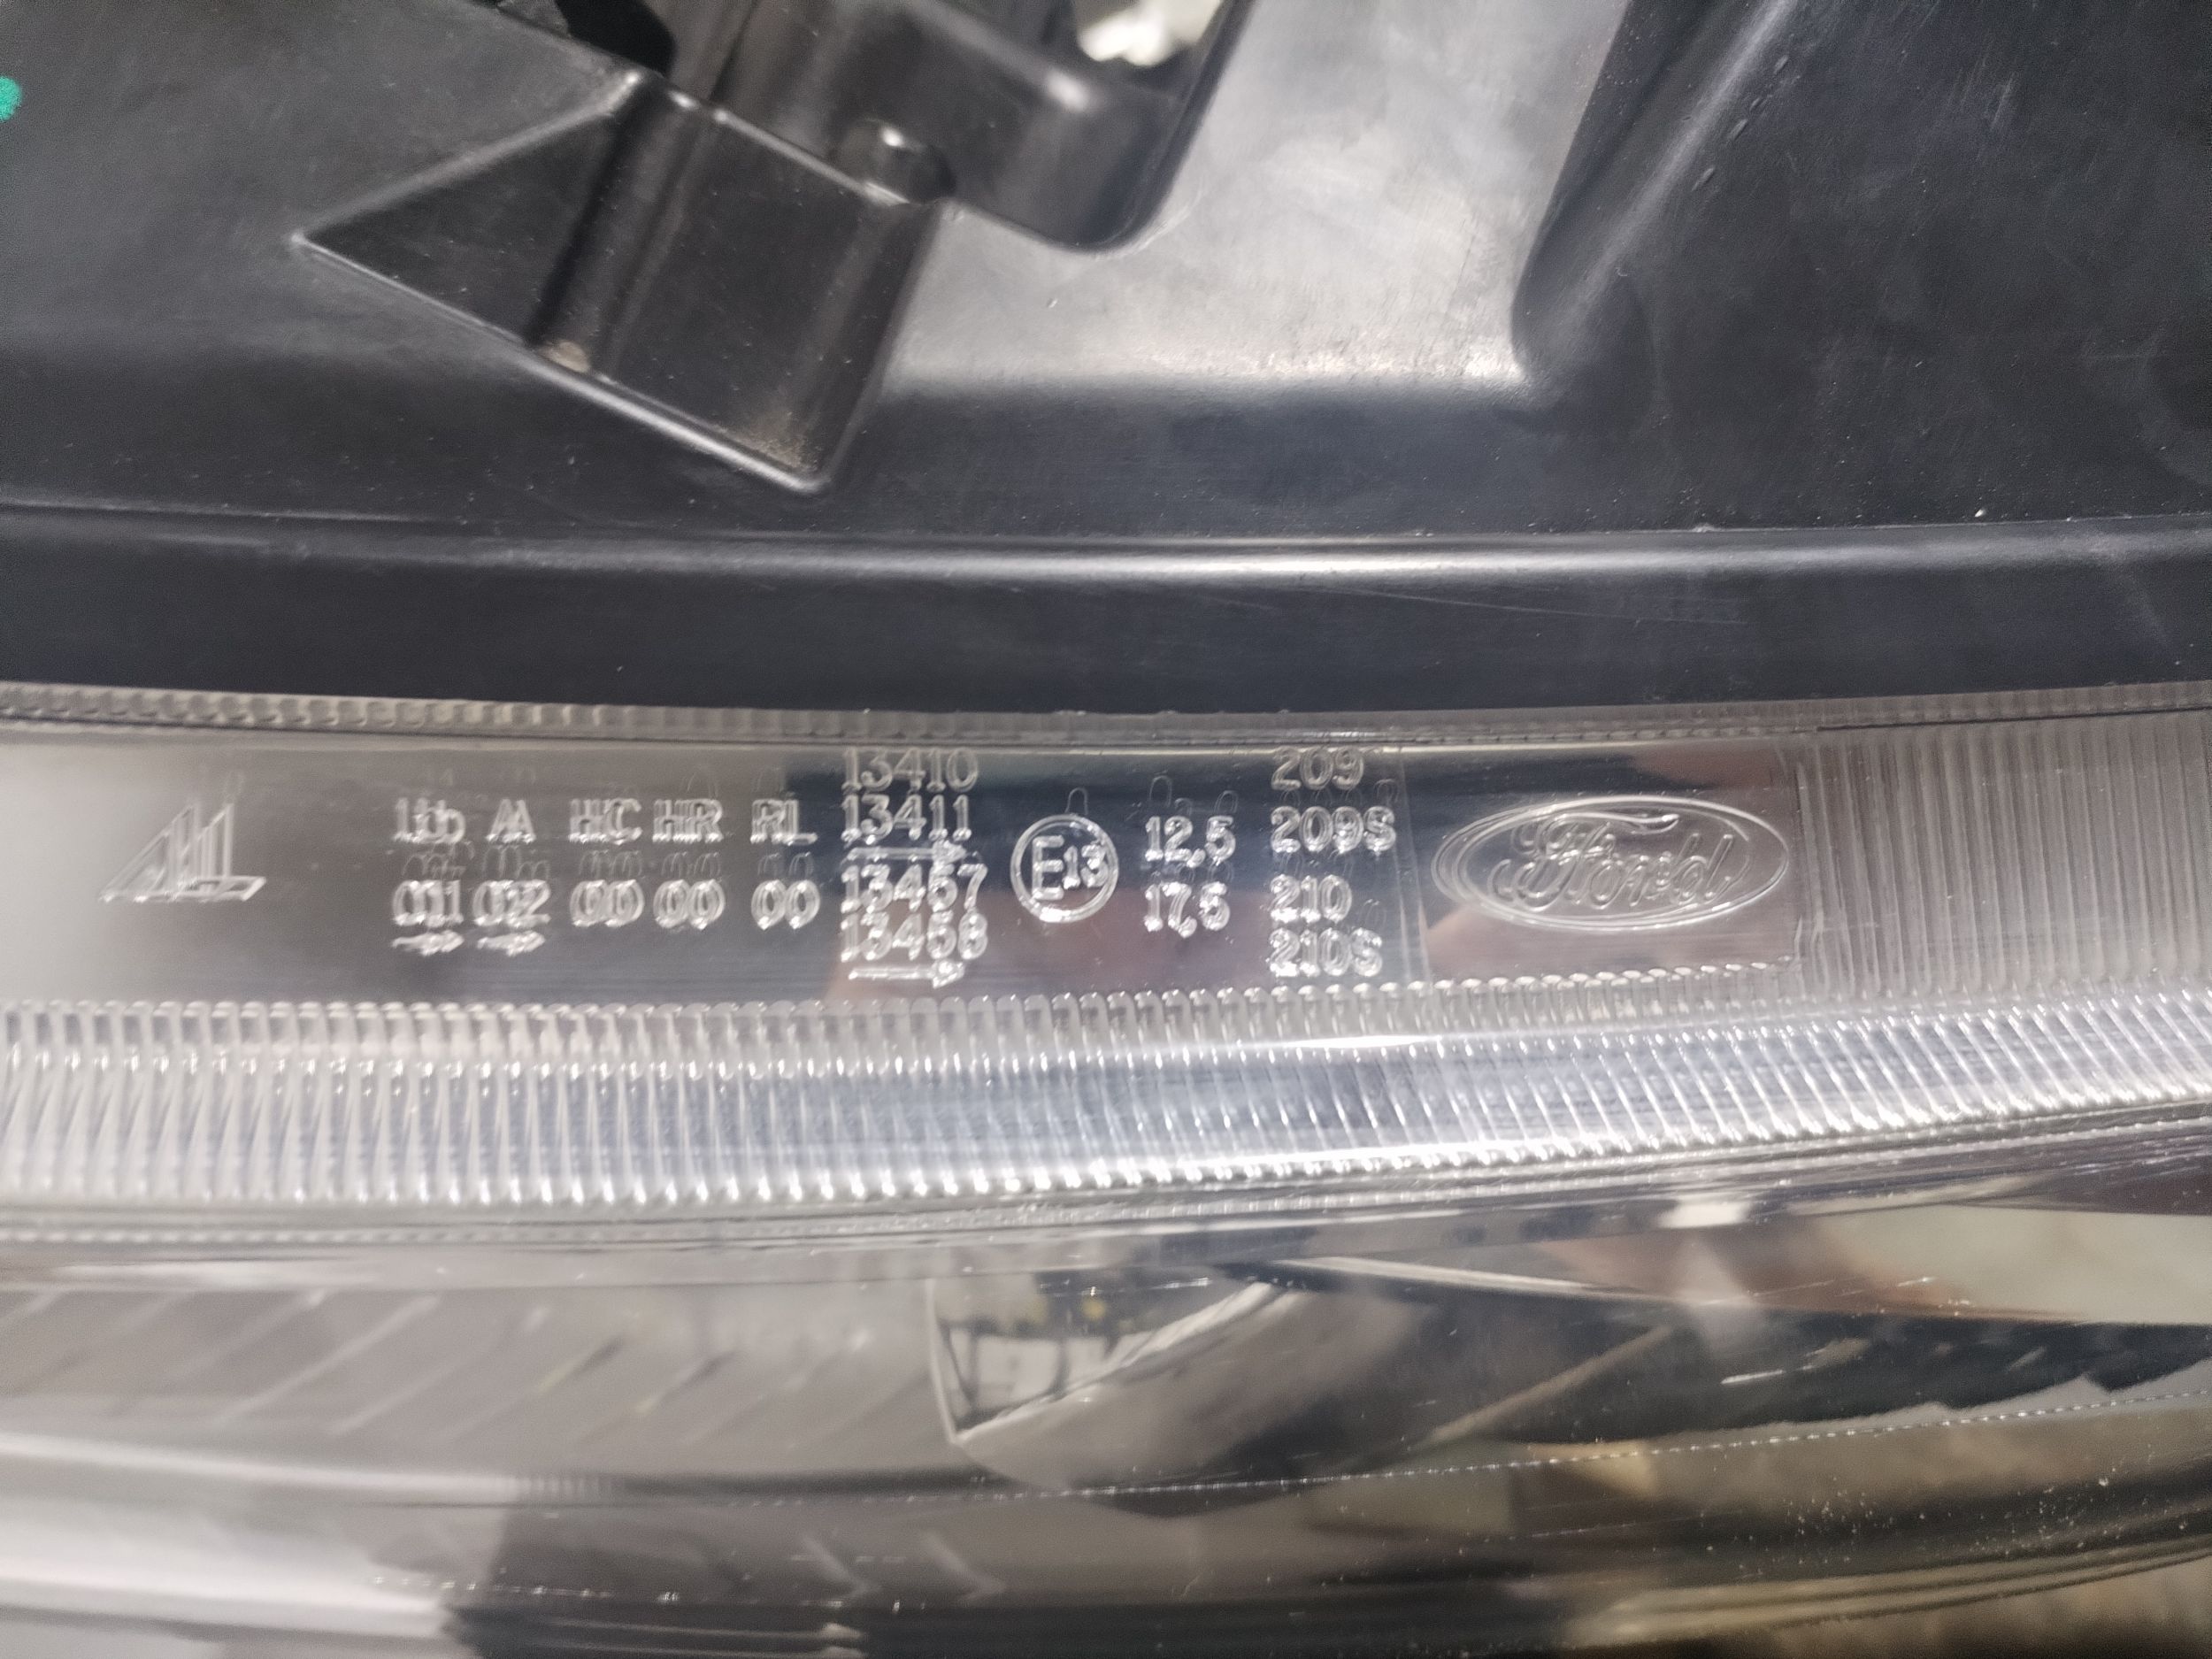 13410 209
1b AA HC HR RL 13411 12,5 209S
E13
01 02 00 00 00 13457 17,5 210
13458 210S
Ford